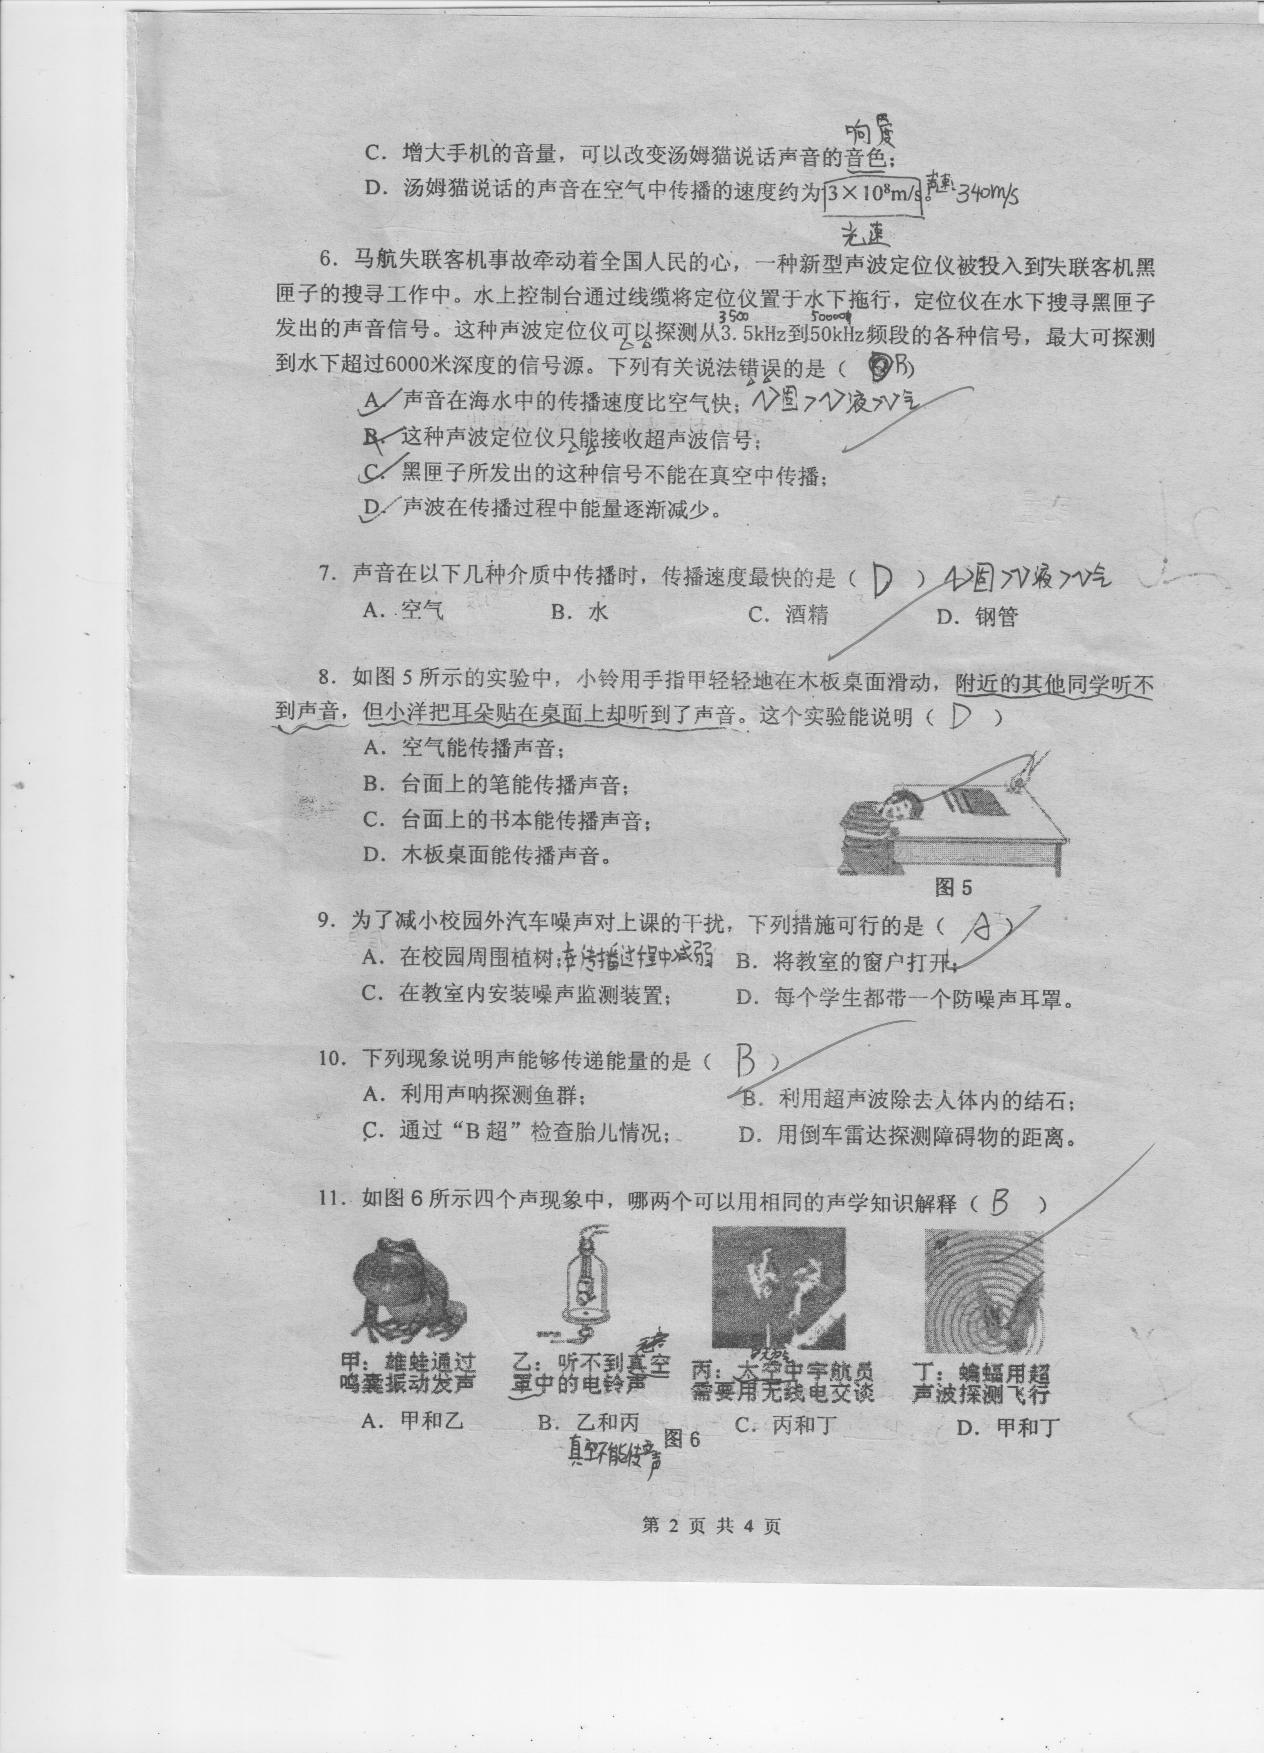 响度
C．增大手机的音量，可以改变汤姆猫说话声音的音色；
D．汤姆猫说话的声音在空气中传播的速度约为3×10⁸m/s。声速：340m/s
光速
6．马航失联客机事故牵动着全国人民的心，一种新型声波定位仪被投入到失联客机黑
匣子的搜寻工作中。水上控制台通过线缆将定位仪置于水下拖行，定位仪在水下搜寻黑匣子
3500 50000
发出的声音信号。这种声波定位仪可以探测从3.5kHz到50kHz频段的各种信号，最大可探测
到水下超过6000米深度的信号源。下列有关说法错误的是（ B）
A．声音在海水中的传播速度比空气快；V固>V液>V气
B．这种声波定位仪只能接收超声波信号；
C．黑匣子所发出的这种信号不能在真空中传播；
D．声波在传播过程中能量逐渐减少。
7．声音在以下几种介质中传播时，传播速度最快的是（ D ）V固>V液>V气
A．空气 B．水 C．酒精 D．钢管
8．如图5所示的实验中，小铃用手指甲轻轻地在木板桌面滑动，附近的其他同学听不
到声音，但小洋把耳朵贴在桌面上却听到了声音。这个实验能说明（ D ）
A．空气能传播声音；
B．台面上的笔能传播声音；
C．台面上的书本能传播声音；
D．木板桌面能传播声音。
图5
9．为了减小校园外汽车噪声对上课的干扰，下列措施可行的是（ A ）
A．在校园周围植树；在传播过程中减弱 B．将教室的窗户打开；
C．在教室内安装噪声监测装置； D．每个学生都带一个防噪声耳罩。
10．下列现象说明声能够传递能量的是（ B ）
A．利用声呐探测鱼群； B．利用超声波除去人体内的结石；
C．通过“B超”检查胎儿情况； D．用倒车雷达探测障碍物的距离。
11．如图6所示四个声现象中，哪两个可以用相同的声学知识解释（ B ）
甲：雄蛙通过 乙：听不到真空 丙：太空中宇航员 丁：蝙蝠用超
鸣囊振动发声 罩中的电铃声 需要用无线电交谈 声波探测飞行
A．甲和乙 B．乙和丙 C．丙和丁 D．甲和丁
真空不能传声 图6
第 2 页 共 4 页